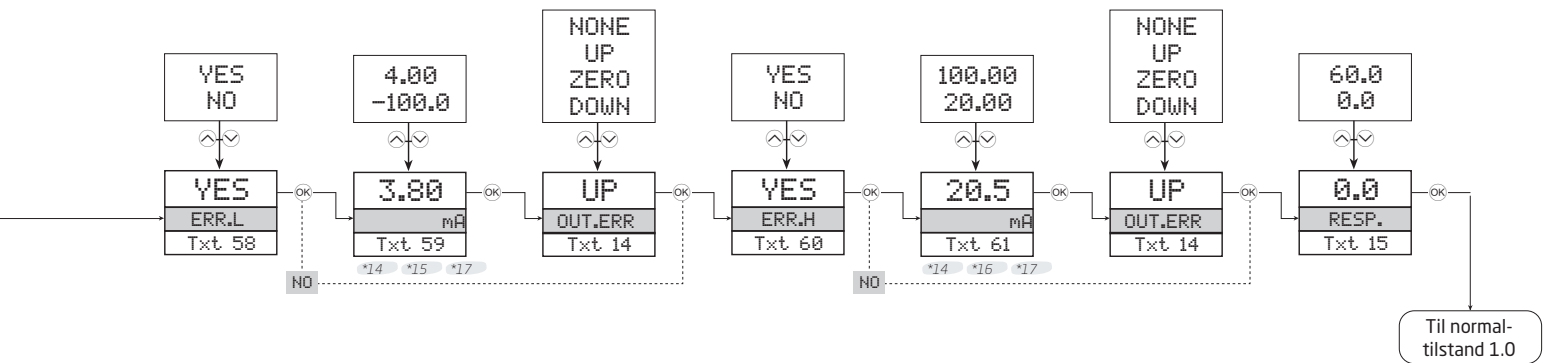 YES
NO
YES
ERR.L
Txt 58
OK
NO
4.00
-100.0
3.80
mA
Txt 59
*14 *15 *17
OK
NONE
UP
ZERO
DOWN
UP
OUT.ERR
Txt 14
OK
YES
NO
YES
ERR.H
Txt 60
OK
NO
100.00
20.00
20.5
mA
Txt 61
*14 *16 *17
OK
NONE
UP
ZERO
DOWN
UP
OUT.ERR
Txt 14
OK
60.0
0.0
0.0
RESP.
Txt 15
OK
Til normal-
tilstand 1.0